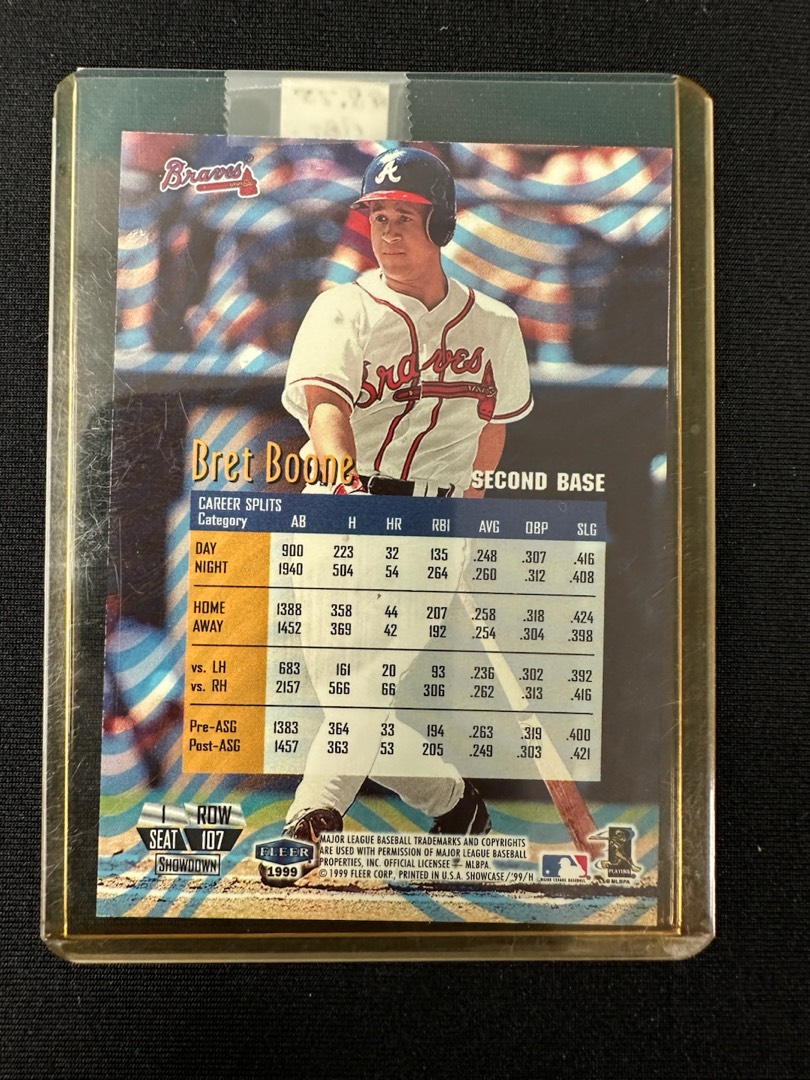 Braves
A
Braves
Bret Boone
SECOND BASE
CAREER SPLITS
Category AB H HR RBI AVG OBP SLG
DAY 900 223 32 135 .248 .307 .416
NIGHT 1940 504 54 264 .260 .312 .408
HOME 1388 358 44 207 .258 .318 .424
AWAY 1452 369 42 192 .254 .304 .398
vs. LH 683 161 20 93 .236 .302 .392
vs. RH 2157 566 66 306 .262 .313 .416
Pre-ASG 1383 364 33 194 .263 .319 .400
Post-ASG 1457 363 53 205 .249 .303 .421
1 ROW
SEAT 107
SHOWDOWN
FLEER
1999
MAJOR LEAGUE BASEBALL TRADEMARKS AND COPYRIGHTS
ARE USED WITH PERMISSION OF MAJOR LEAGUE BASEBALL
PROPERTIES, INC. OFFICIAL LICENSEE — MLBPA
© 1999 FLEER CORP., PRINTED IN U.S.A. SHOWCASE/'99/H
MAJOR LEAGUE BASEBALL
PLAYERS
© MLBPA